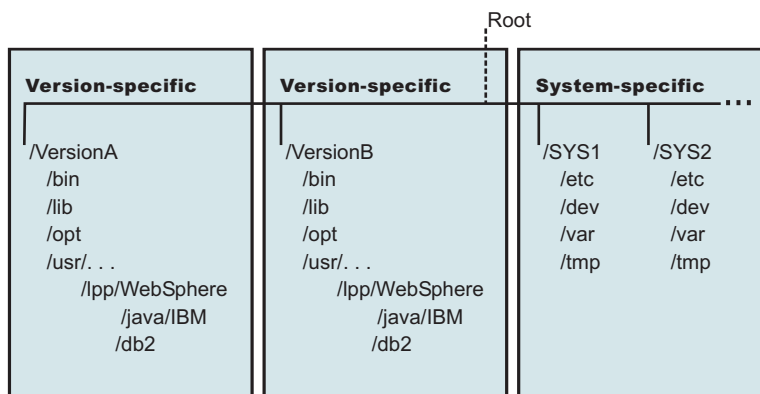 Root
Version-specific
/VersionA
/bin
/lib
/opt
/usr/. . .
/lpp/WebSphere
/java/IBM
/db2
Version-specific
/VersionB
/bin
/lib
/opt
/usr/. . .
/lpp/WebSphere
/java/IBM
/db2
System-specific
...
/SYS1
/etc
/dev
/var
/tmp
/SYS2
/etc
/dev
/var
/tmp